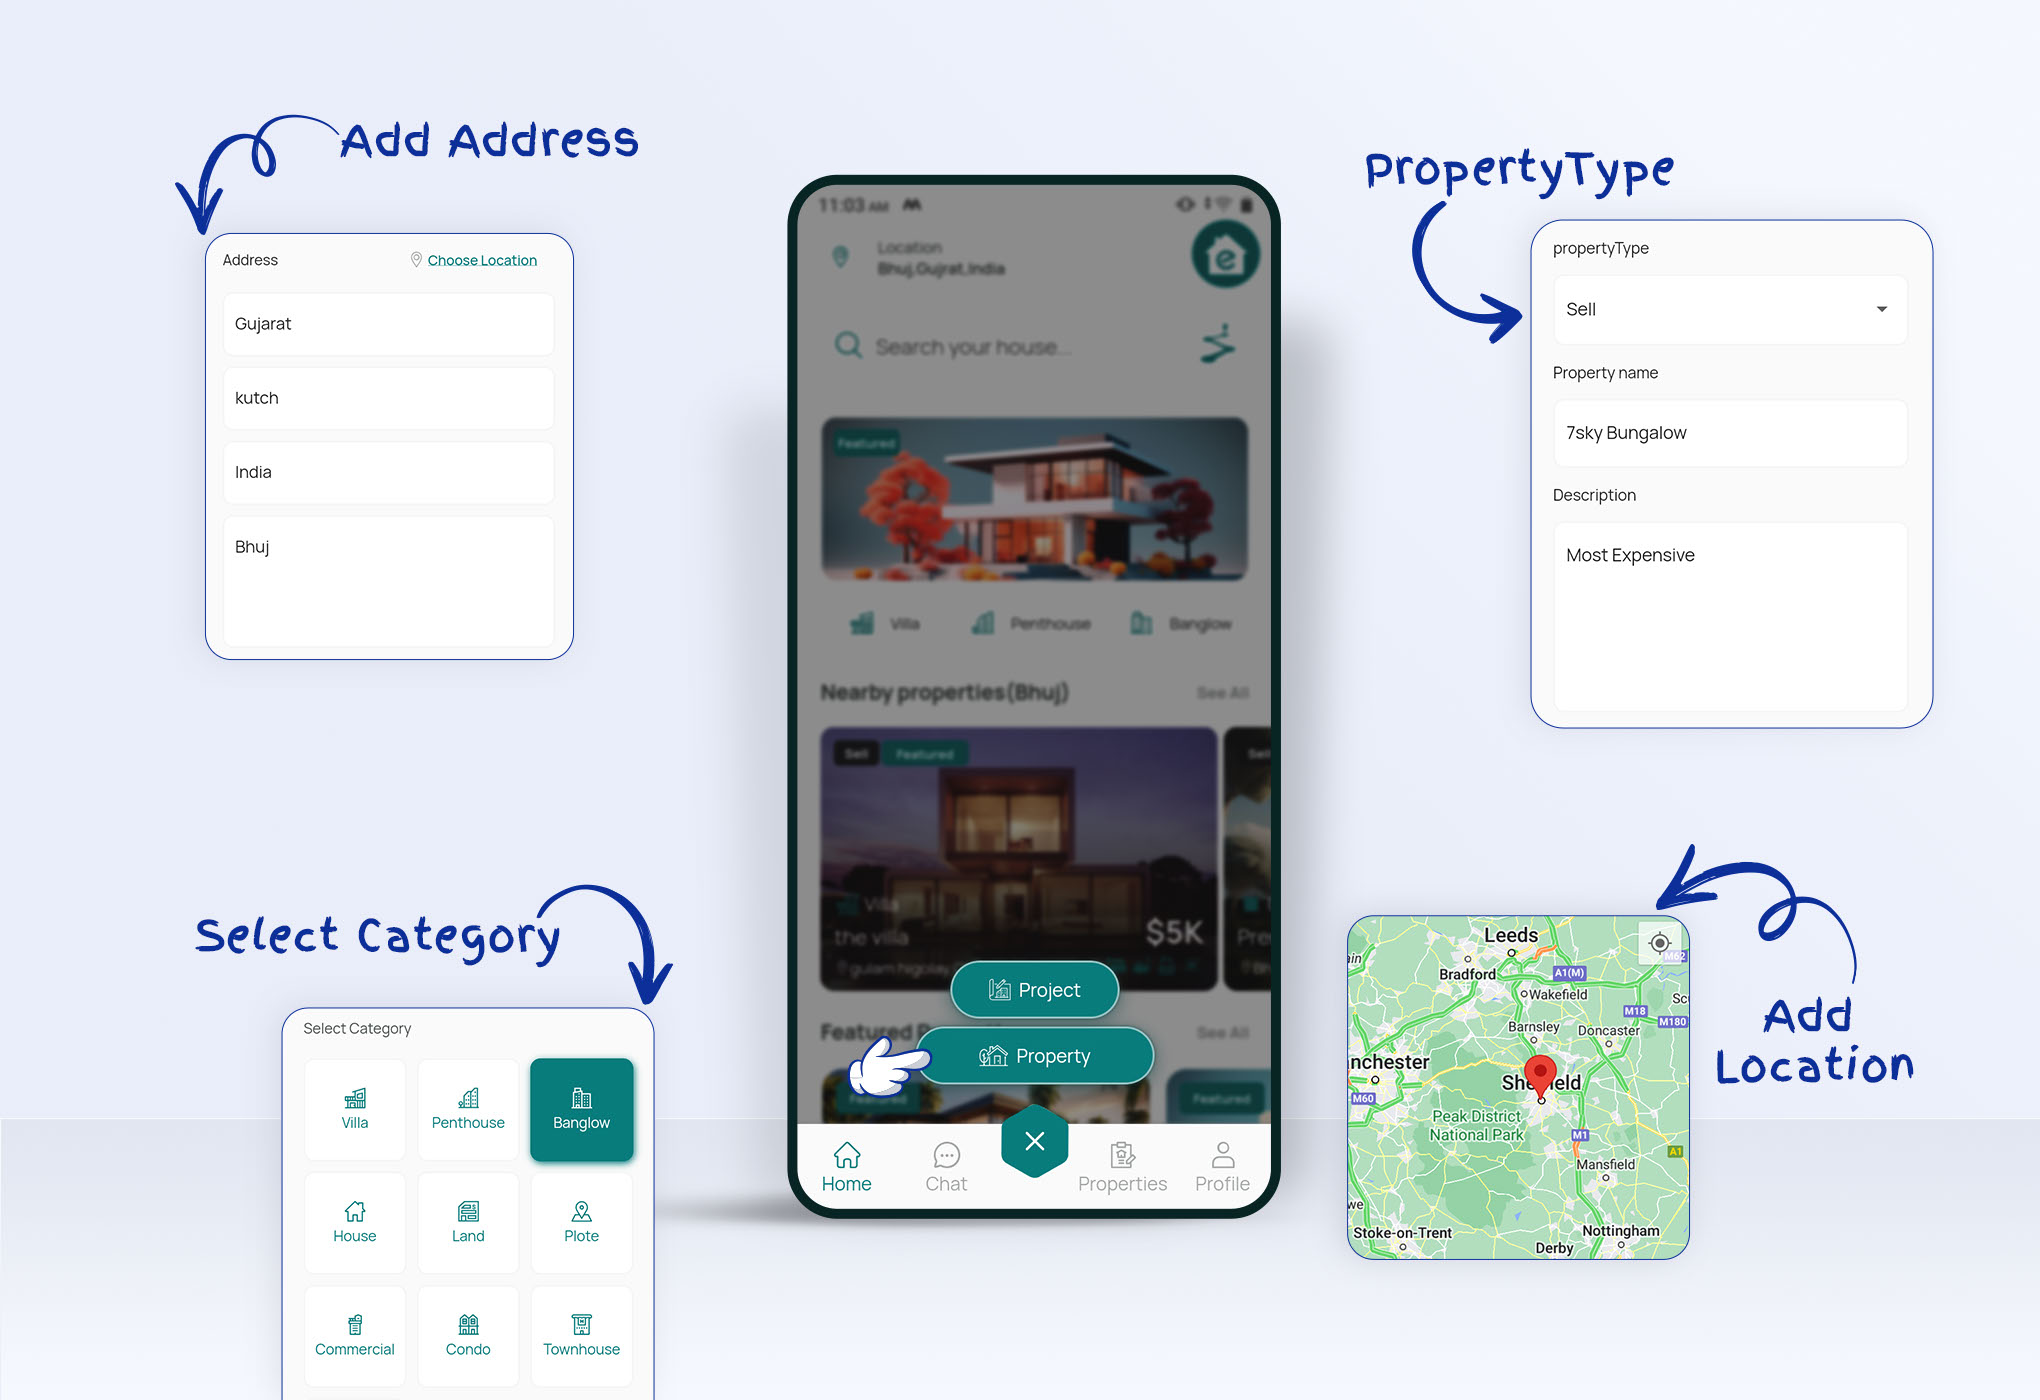 Add Address
Address
Choose Location
Gujarat
kutch
India
Bhuj
Select Category
Select Category
Villa
Penthouse
Banglow
House
Land
Plote
Commercial
Condo
Townhouse
11:03 AM
Location
Bhuj,Gujrat,India
Search your house...
Featured
Villa
Penthouse
Banglow
Nearby properties(Bhuj)
See All
Sell
Featured
Sell
Villa
the villa
$5K
Project
Featured
See All
Property
Featured
Featured
Home
Chat
Properties
Profile
PropertyType
propertyType
Sell
Property name
7sky Bungalow
Description
Most Expensive
Add
Location
Leeds
M62
Bradford
A1(M)
Wakefield
M18
Barnsley
Doncaster
M180
nchester
M60
Peak District
National Park
M1
A1
Mansfield
Stoke-on-Trent
Nottingham
Derby